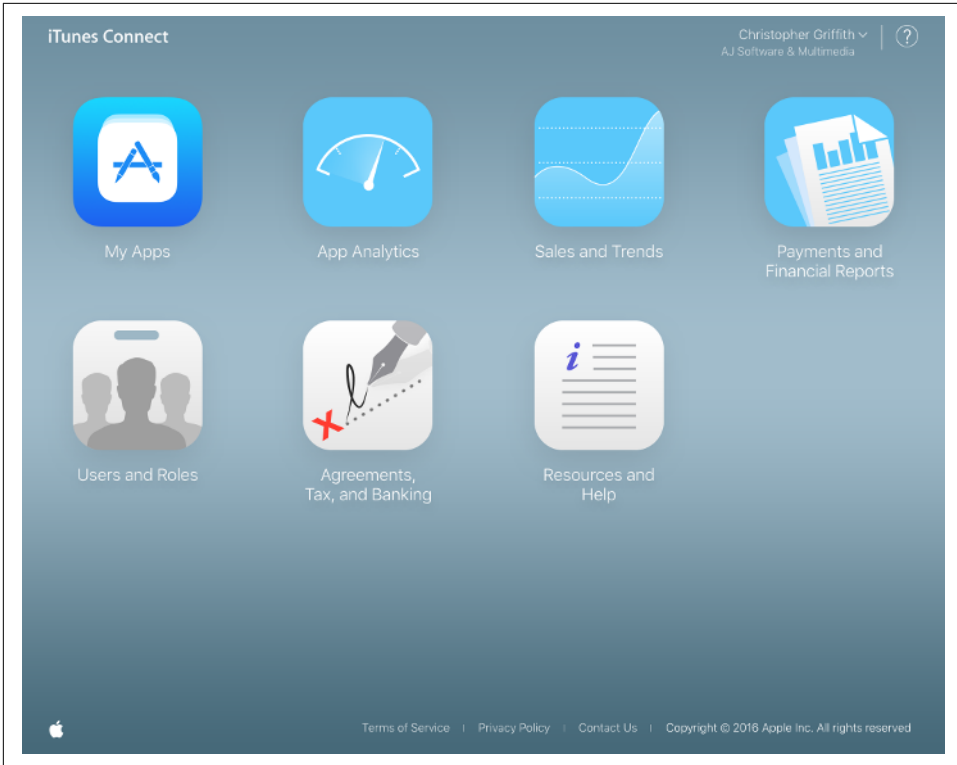 iTunes Connect
Christopher Griffith
AJ Software & Multimedia
?
My Apps
App Analytics
Sales and Trends
Payments and
Financial Reports
Users and Roles
Agreements,
Tax, and Banking
Resources and
Help
i
Terms of Service | Privacy Policy | Contact Us | Copyright © 2016 Apple Inc. All rights reserved